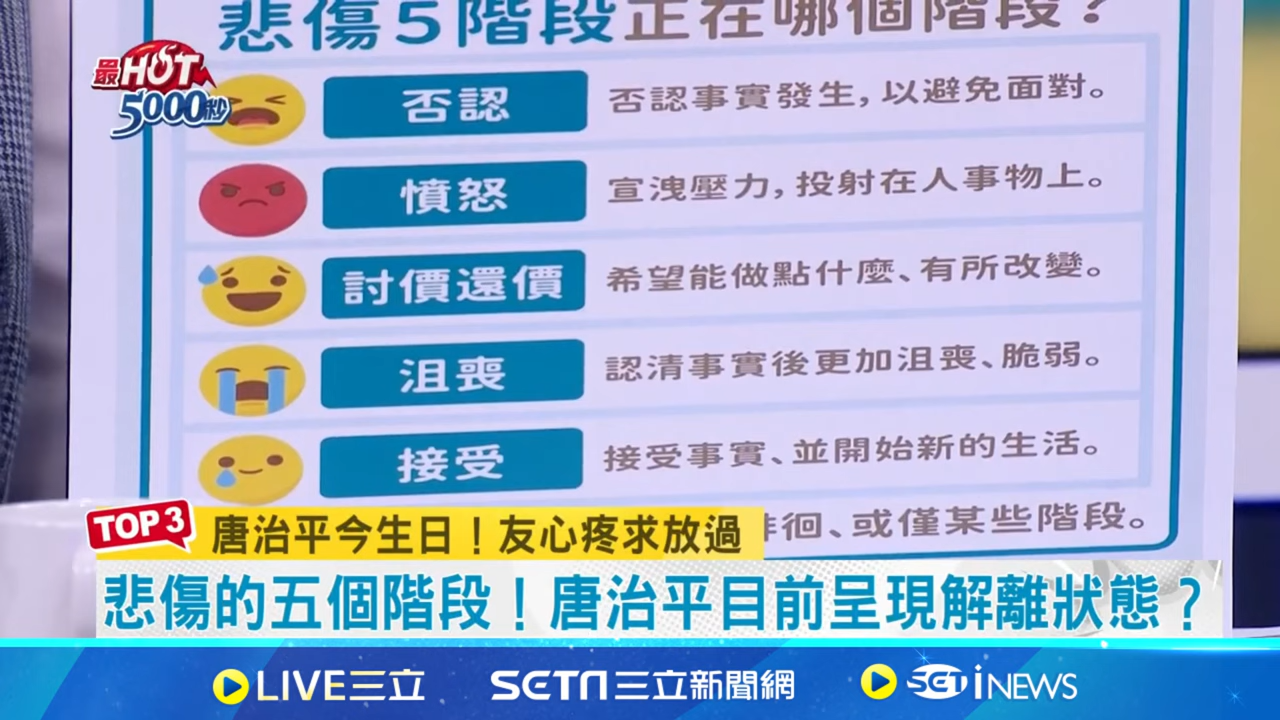 悲傷5階段正在哪個階段？
最HOT
5000秒
否認
否認事實發生，以避免面對。
憤怒
宣洩壓力，投射在人事物上。
討價還價
希望能做點什麼、有所改變。
沮喪
認清事實後更加沮喪、脆弱。
接受
接受事實、並開始新的生活。
徘徊、或僅某些階段。
TOP 3
唐治平今生日！友心疼求放過
悲傷的五個階段！唐治平目前呈現解離狀態？
LIVE三立
SETN三立新聞網
SETiNEWS